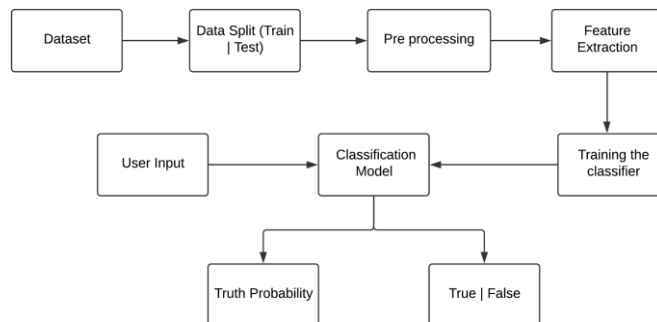 Dataset
Data Split (Train
| Test)
Pre processing
Feature
Extraction
User Input
Classification
Model
Training the
classifier
Truth Probability
True | False